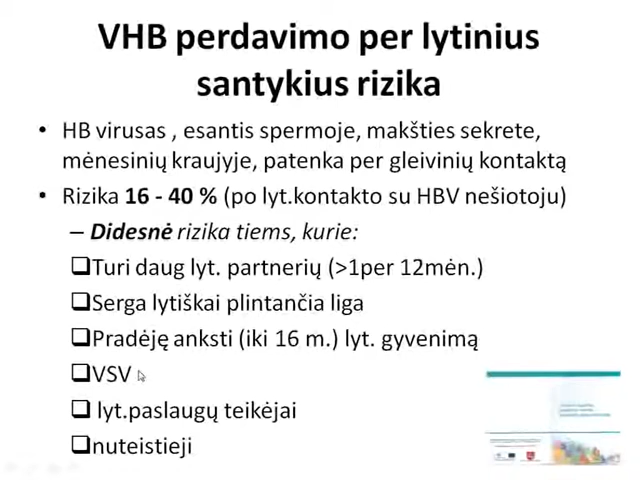 VHB perdavimo per lytinius
santykius rizika
• HB virusas , esantis spermoje, makšties sekrete,
mėnesinių kraujyje, patenka per gleivinių kontaktą
• Rizika 16 - 40 % (po lyt.kontakto su HBV nešiotoju)
– Didesnė rizika tiems, kurie:
❑Turi daug lyt. partnerių (>1per 12mėn.)
❑Serga lytiškai plintančia liga
❑Pradėję anksti (iki 16 m.) lyt. gyvenimą
❑VSV
❑ lyt.paslaugų teikėjai
❑nuteistieji